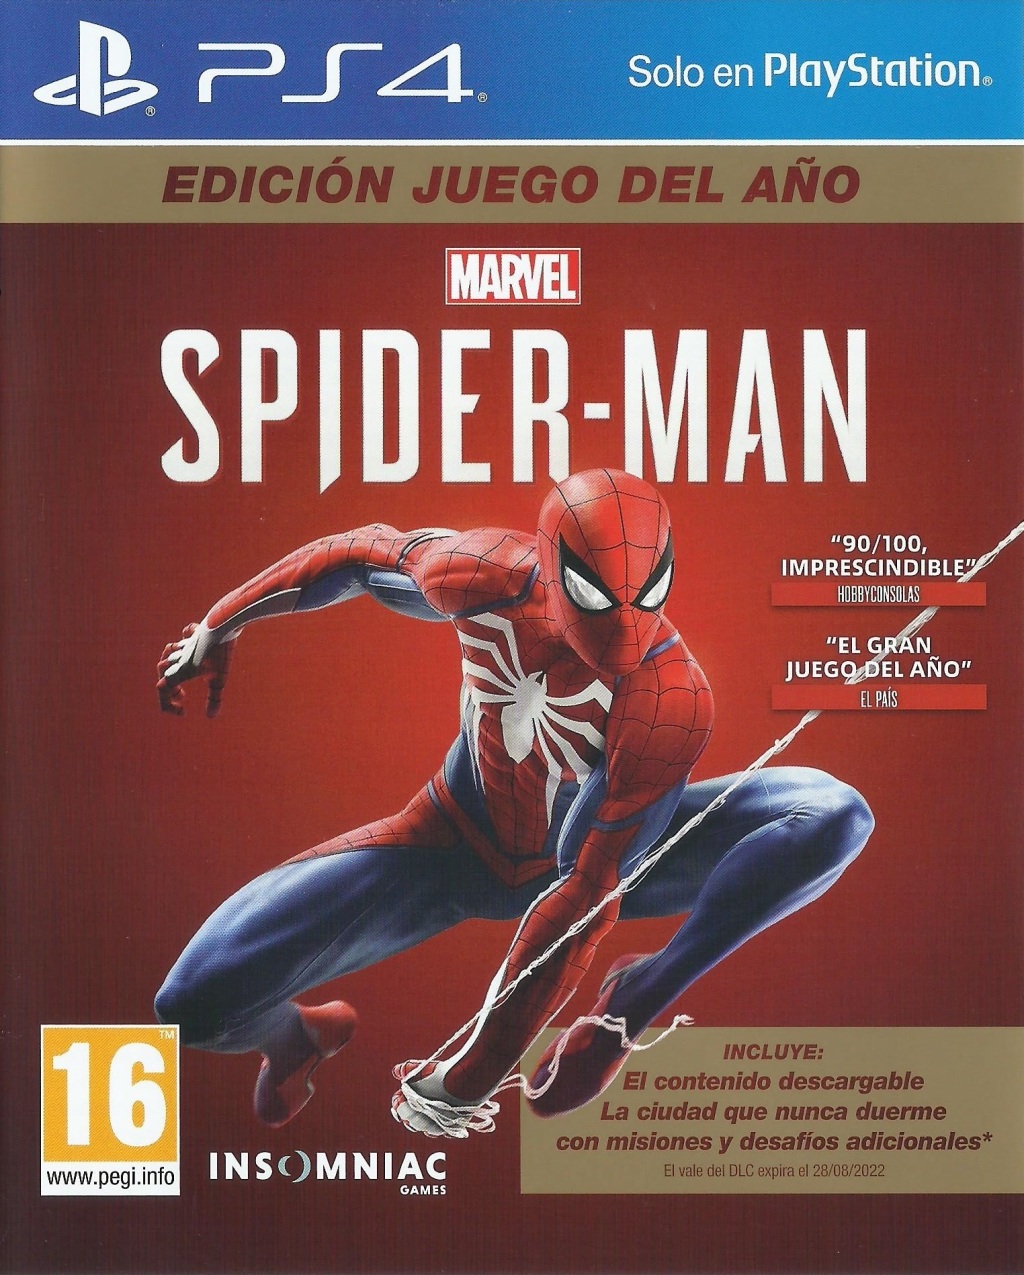 PS4
Solo en PlayStation
EDICIÓN JUEGO DEL AÑO
MARVEL
SPIDER-MAN
“90/100,
IMPRESCINDIBLE”
HOBBYCONSOLAS
“EL GRAN
JUEGO DEL AÑO”
EL PAÍS
16
TM
www.pegi.info
INSOMNIAC
GAMES
INCLUYE:
El contenido descargable
La ciudad que nunca duerme
con misiones y desafíos adicionales*
El vale del DLC expira el 28/08/2022